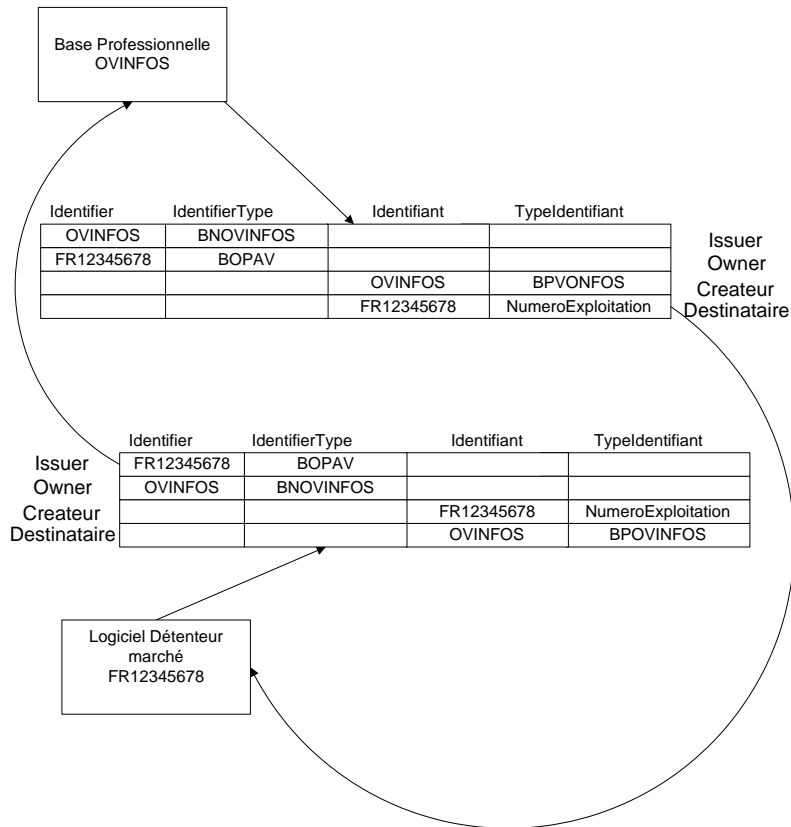 Base Professionnelle
OVINFOS
Identifier IdentifierType Identifiant TypeIdentifiant
OVINFOS BNOVINFOS Issuer
FR12345678 BOPAV Owner
OVINFOS BPVONFOS Createur
FR12345678 NumeroExploitation Destinataire
Identifier IdentifierType Identifiant TypeIdentifiant
Issuer FR12345678 BOPAV
Owner OVINFOS BNOVINFOS
Createur FR12345678 NumeroExploitation
Destinataire OVINFOS BPOVINFOS
Logiciel Détenteur
marché
FR12345678